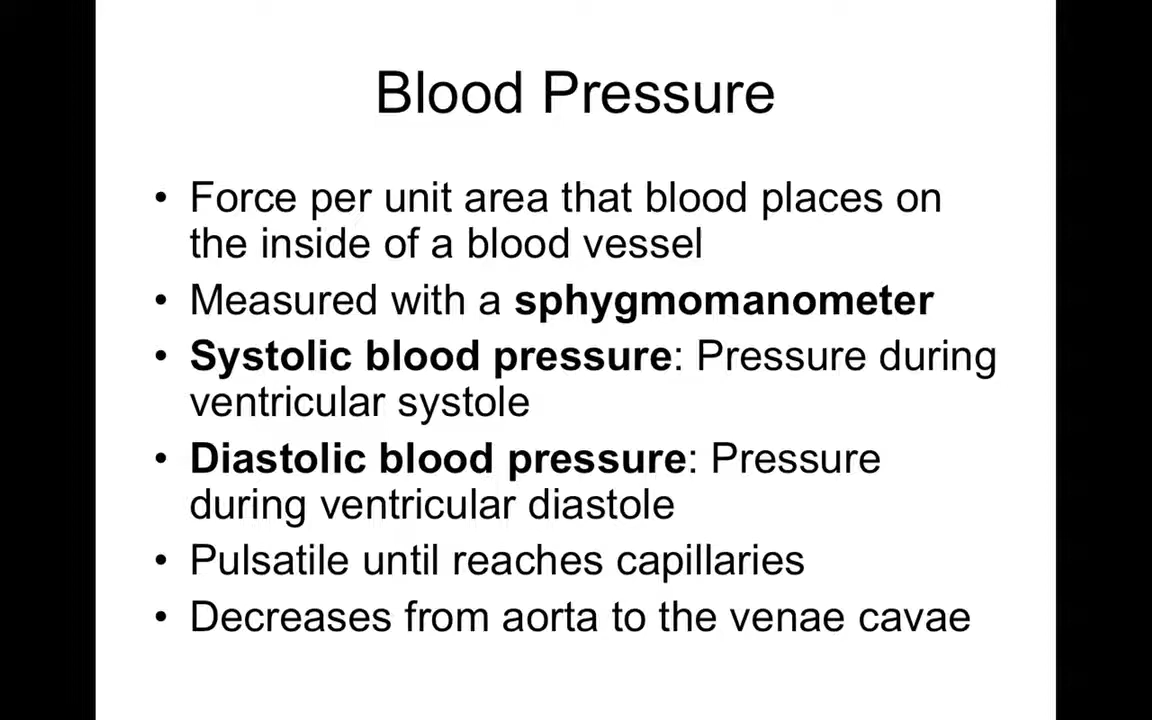 Blood Pressure
• Force per unit area that blood places on
the inside of a blood vessel
• Measured with a sphygmomanometer
• Systolic blood pressure: Pressure during
ventricular systole
• Diastolic blood pressure: Pressure
during ventricular diastole
• Pulsatile until reaches capillaries
• Decreases from aorta to the venae cavae